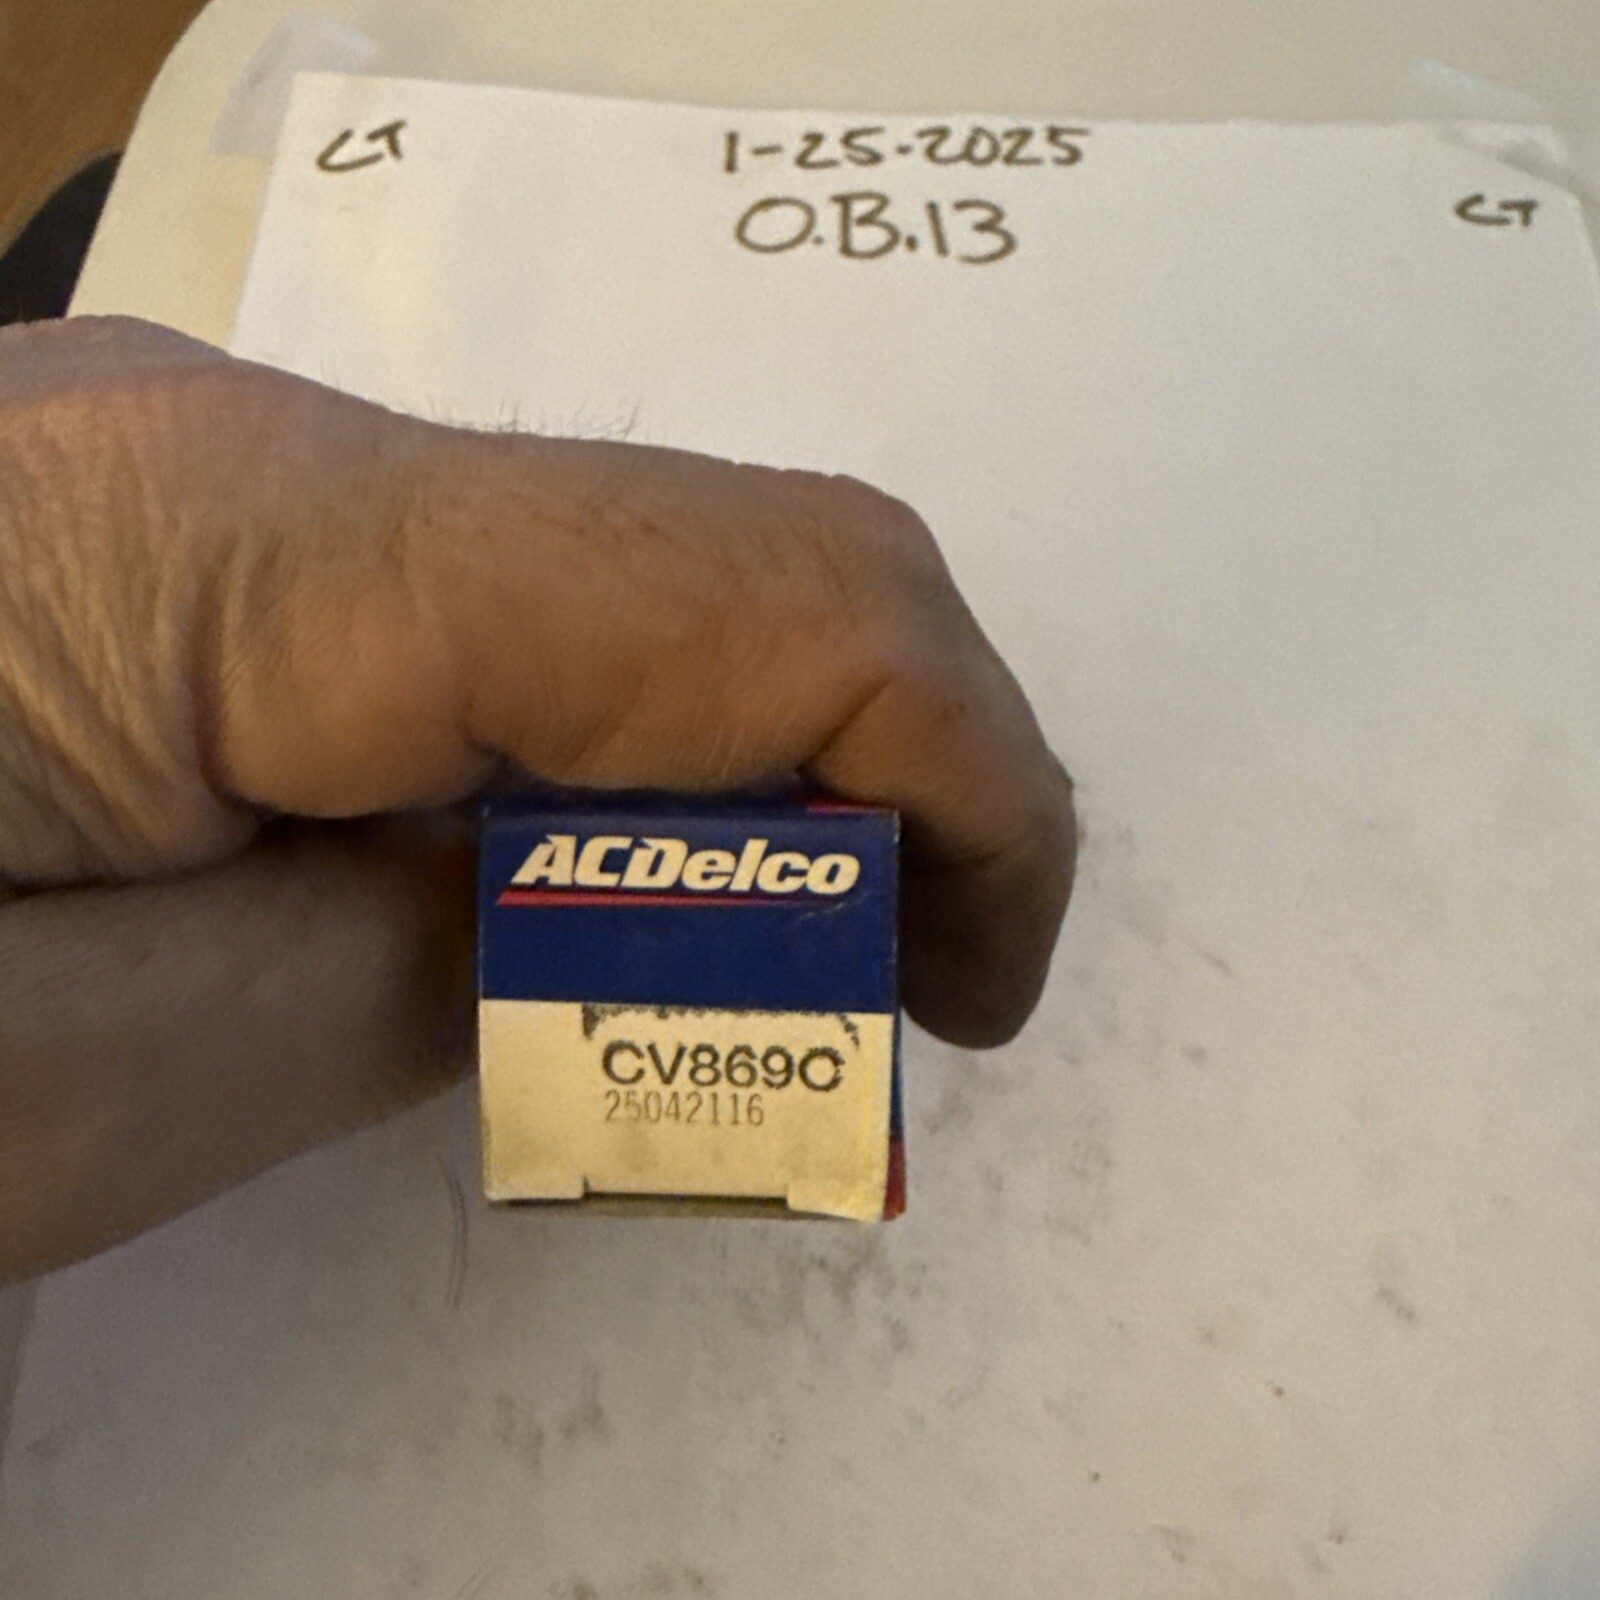 CT
1-25-2025
O.B.13
CT
ACDelco
CV869C
25042116